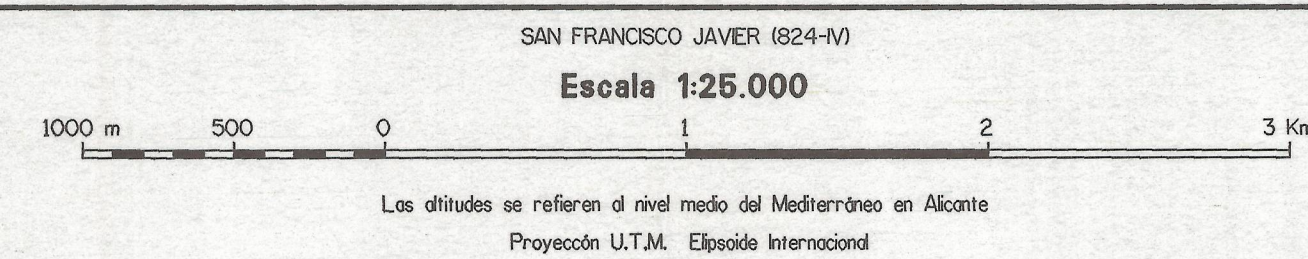 SAN FRANCISCO JAVIER (824-IV)
Escala 1:25.000
1000 m 500 0 1 2 3 Km
Las altitudes se refieren al nivel medio del Mediterráneo en Alicante
Proyeccón U.T.M. Elipsoide Internacional